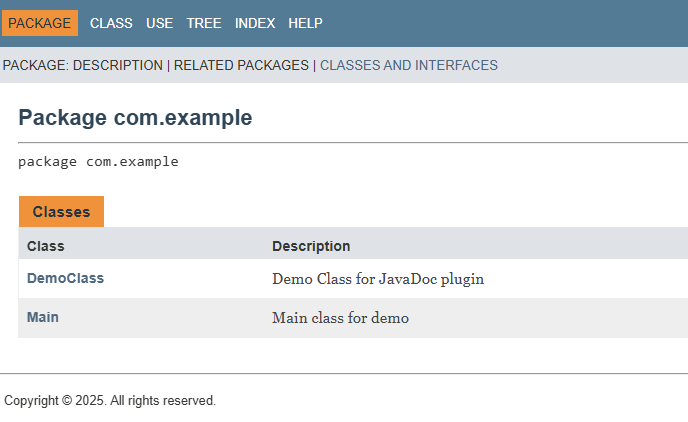 PACKAGE CLASS USE TREE INDEX HELP
PACKAGE: DESCRIPTION | RELATED PACKAGES | CLASSES AND INTERFACES
Package com.example
package com.example
Classes
Class Description
DemoClass Demo Class for JavaDoc plugin
Main Main class for demo
Copyright © 2025. All rights reserved.